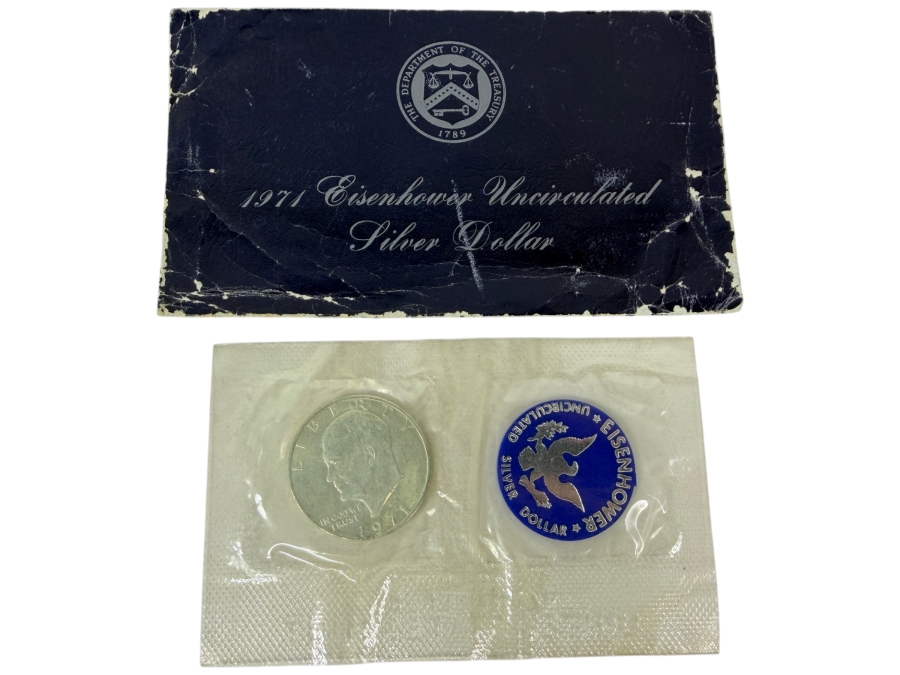 THE DEPARTMENT OF THE TREASURY
1789
1971 Eisenhower Uncirculated
Silver Dollar
LIBERTY
IN GOD WE
TRUST
1971
EISENHOWER
UNCIRCULATED SILVER DOLLAR